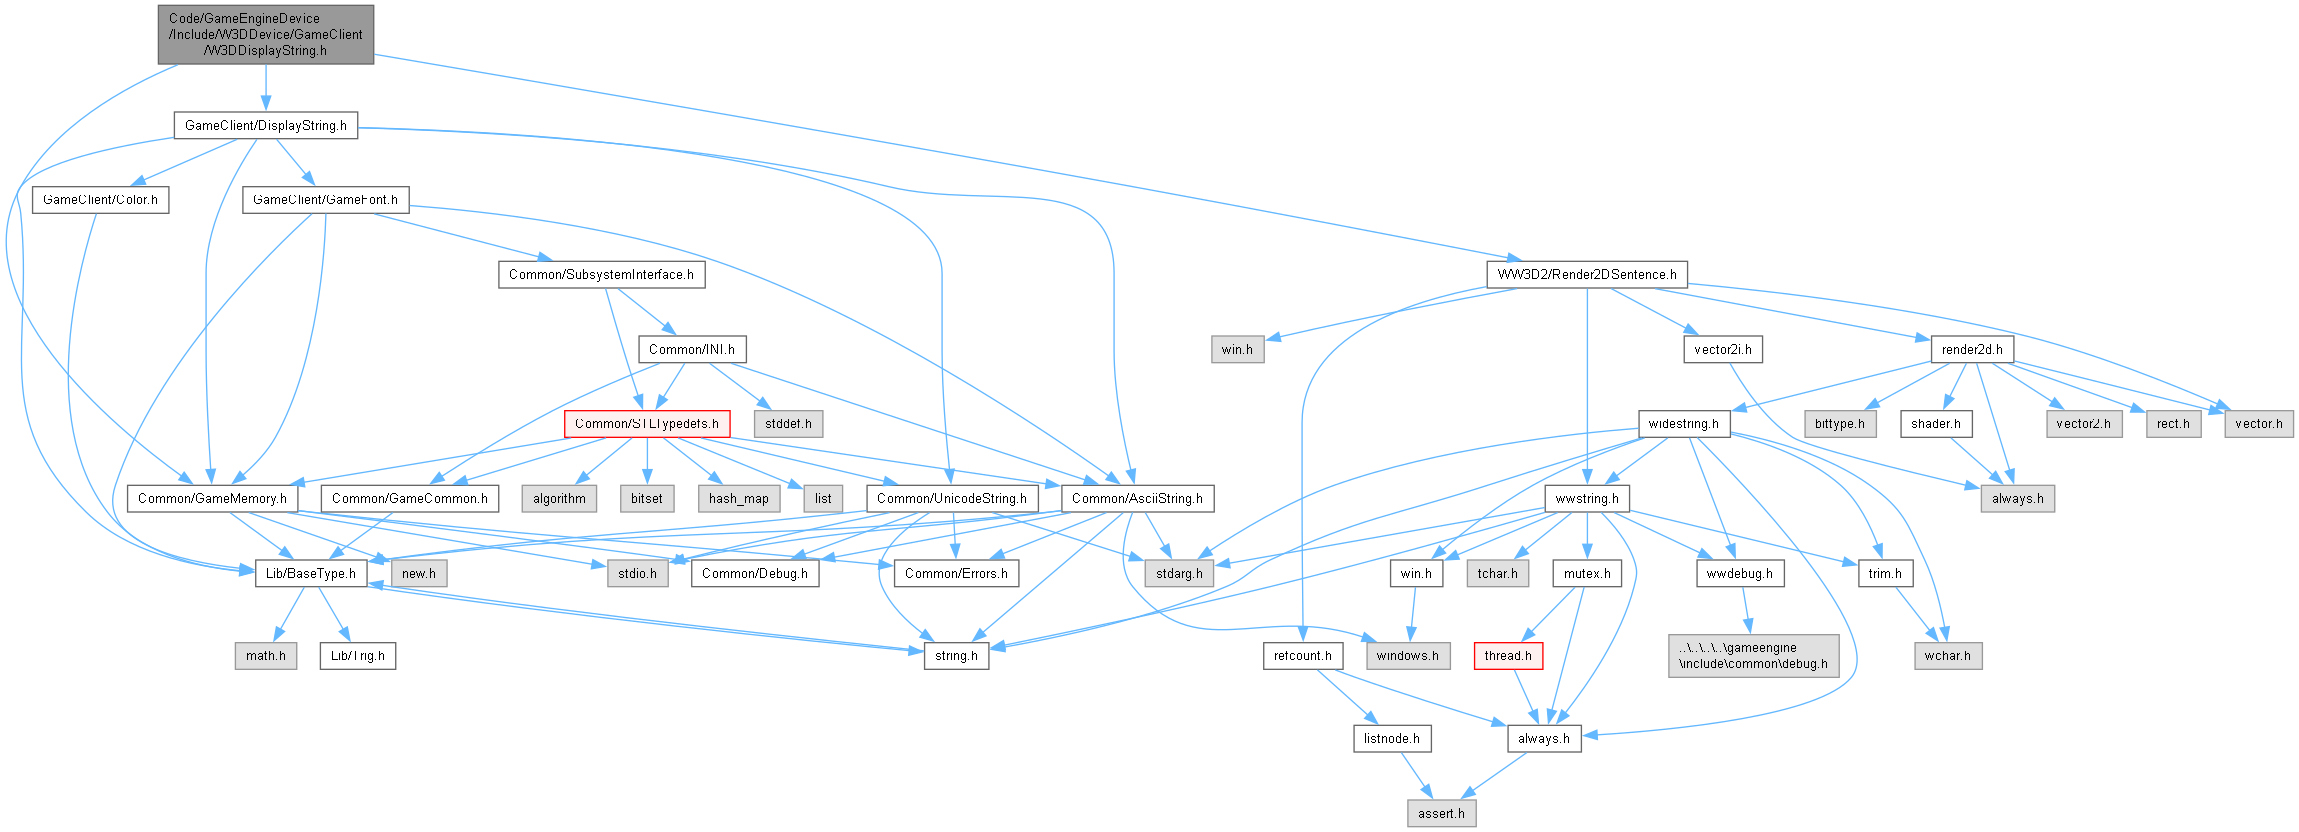 Code/GameEngineDevice
/Include/W3DDevice/GameClient
/W3DDisplayString.h
GameClient/DisplayString.h
GameClient/Color.h
GameClient/GameFont.h
Common/SubsystemInterface.h
WW3D2/Render2DSentence.h
Common/INI.h
win.h
vector2i.h
render2d.h
Common/STLTypedefs.h
stddef.h
widestring.h
bittype.h
shader.h
vector2.h
rect.h
vector.h
Common/GameMemory.h
Common/GameCommon.h
algorithm
bitset
hash_map
list
Common/UnicodeString.h
Common/AsciiString.h
wwstring.h
always.h
Lib/BaseType.h
new.h
stdio.h
Common/Debug.h
Common/Errors.h
stdarg.h
win.h
tchar.h
mutex.h
wwdebug.h
trim.h
math.h
Lib/Trig.h
string.h
refcount.h
windows.h
thread.h
..\..\..\..\gameengine
\include\common\debug.h
wchar.h
listnode.h
always.h
assert.h